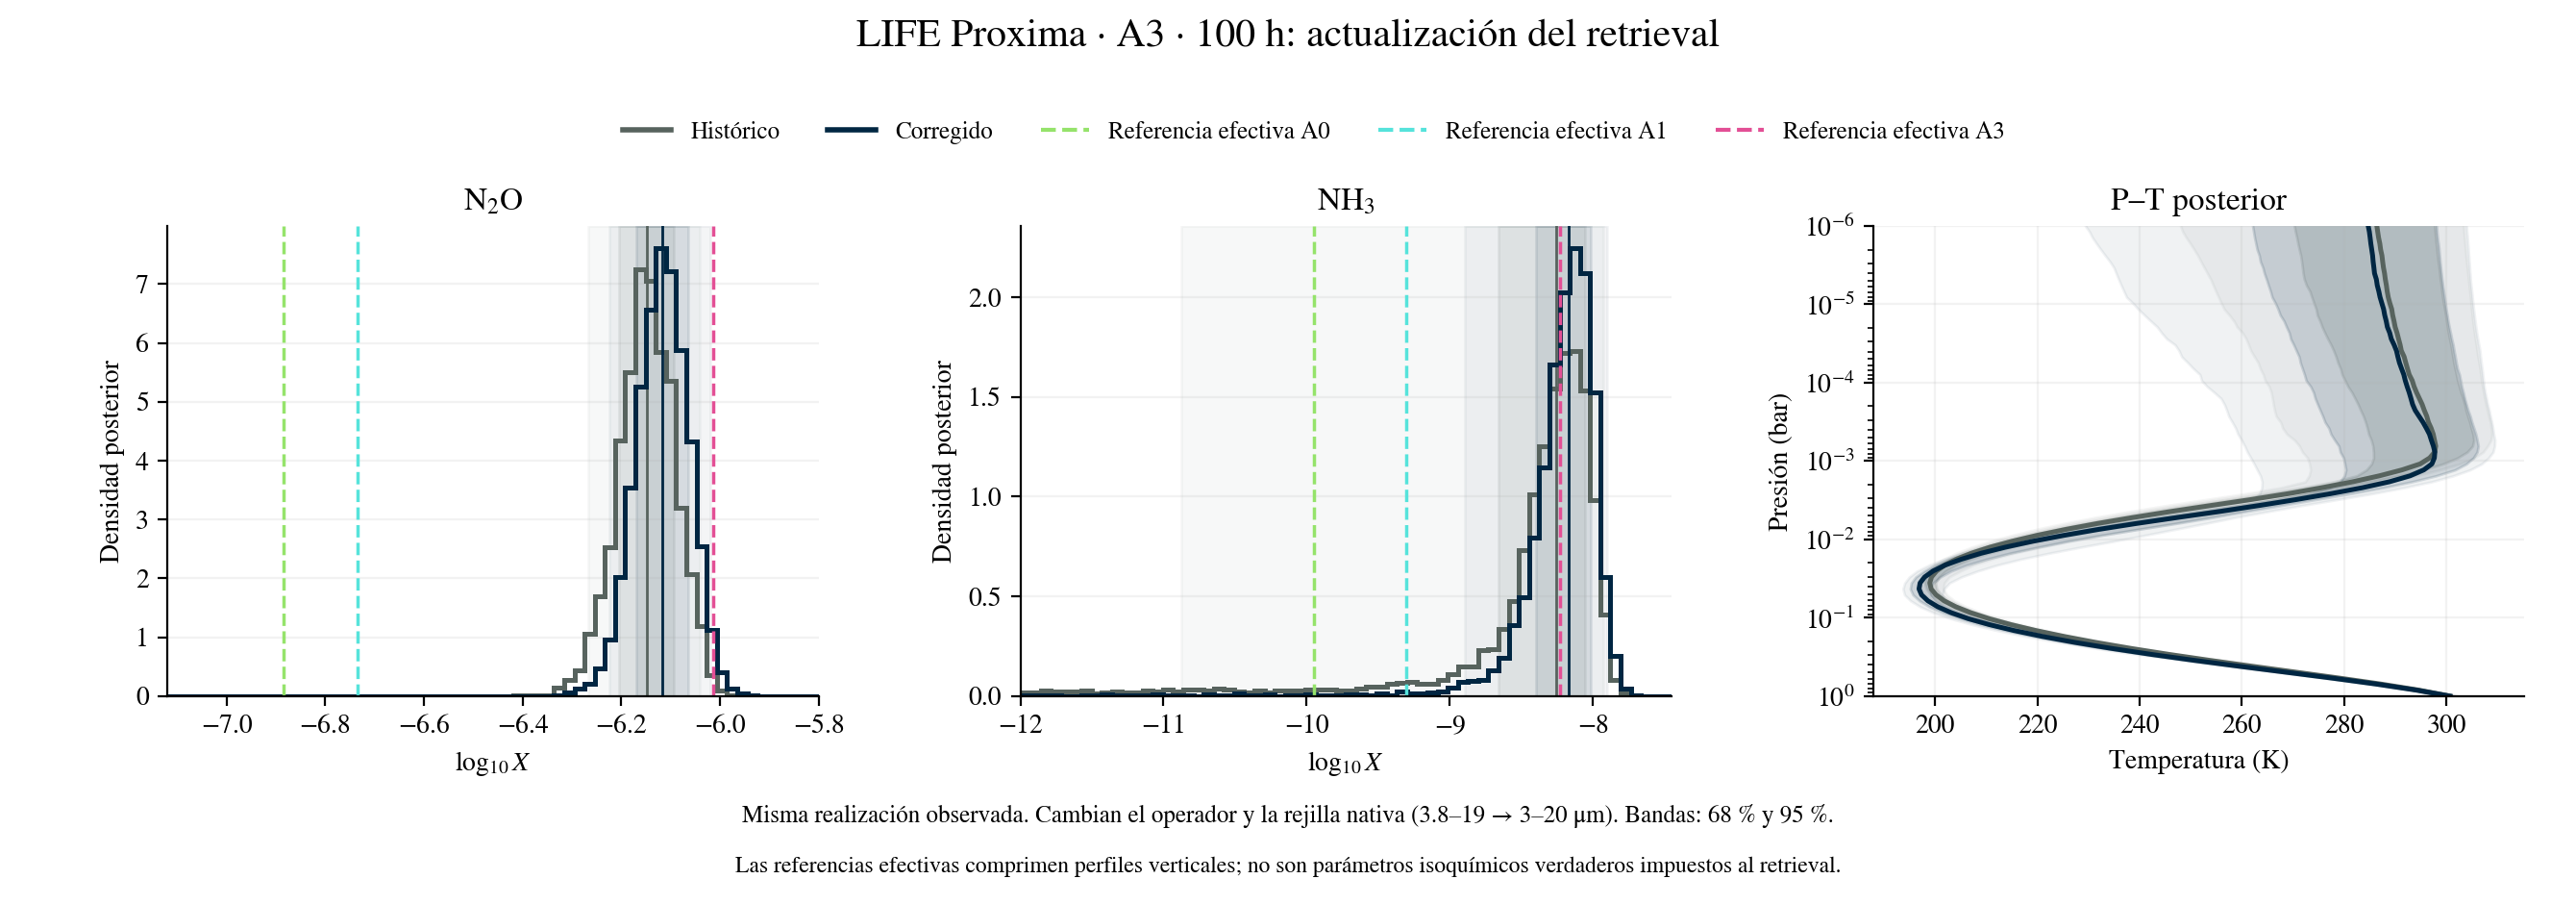 LIFE Proxima · A3 · 100 h: actualización del retrieval
Histórico
Corregido
Referencia efectiva A0
Referencia efectiva A1
Referencia efectiva A3
N₂O
Densidad posterior
7
6
5
4
3
2
1
0
−7.0 −6.8 −6.6 −6.4 −6.2 −6.0 −5.8
log₁₀ X
NH₃
Densidad posterior
2.0
1.5
1.0
0.5
0.0
−12 −11 −10 −9 −8
log₁₀ X
P–T posterior
Presión (bar)
10⁻⁶
10⁻⁵
10⁻⁴
10⁻³
10⁻²
10⁻¹
10⁰
200 220 240 260 280 300
Temperatura (K)
Misma realización observada. Cambian el operador y la rejilla nativa (3.8–19 → 3–20 µm). Bandas: 68 % y 95 %.
Las referencias efectivas comprimen perfiles verticales; no son parámetros isoquímicos verdaderos impuestos al retrieval.